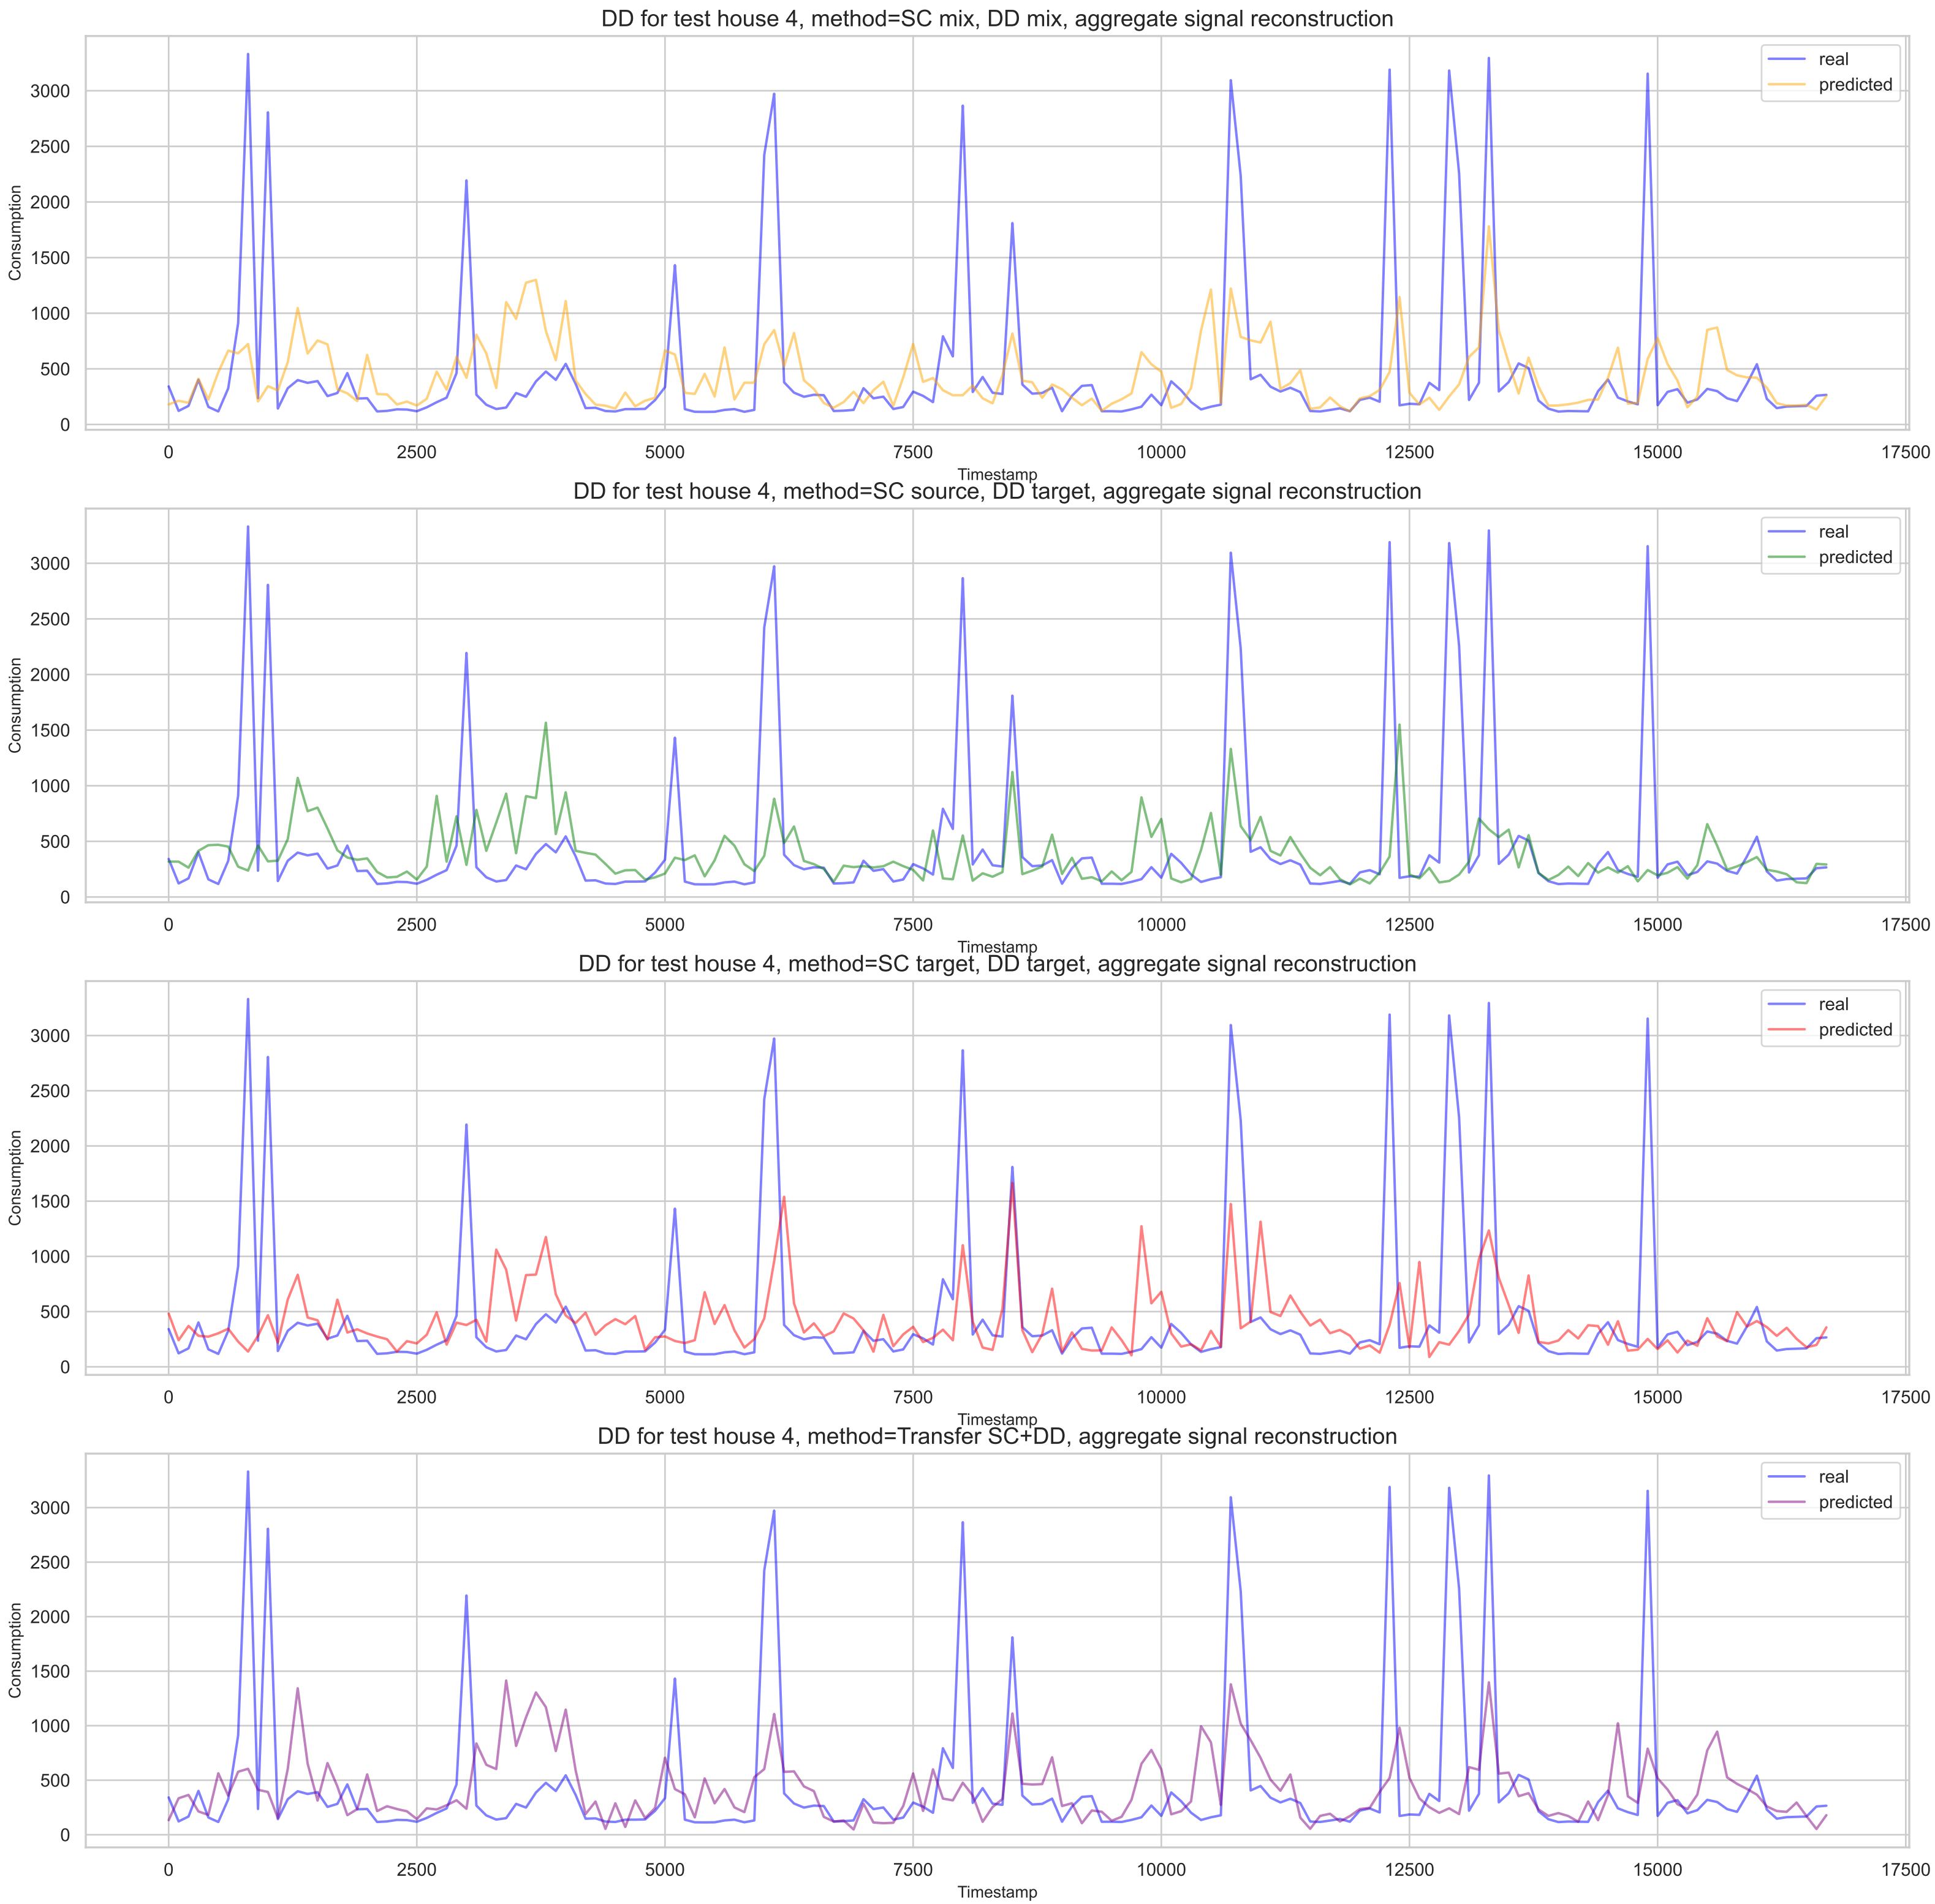 DD for test house 4, method=SC mix, DD mix, aggregate signal reconstruction
real
predicted
3000
2500
2000
1500
1000
500
0
Consumption
0 2500 5000 7500 10000 12500 15000 17500
Timestamp
DD for test house 4, method=SC source, DD target, aggregate signal reconstruction
real
predicted
3000
2500
2000
1500
1000
500
0
Consumption
0 2500 5000 7500 10000 12500 15000 17500
Timestamp
DD for test house 4, method=SC target, DD target, aggregate signal reconstruction
real
predicted
3000
2500
2000
1500
1000
500
0
Consumption
0 2500 5000 7500 10000 12500 15000 17500
Timestamp
DD for test house 4, method=Transfer SC+DD, aggregate signal reconstruction
real
predicted
3000
2500
2000
1500
1000
500
0
Consumption
0 2500 5000 7500 10000 12500 15000 17500
Timestamp